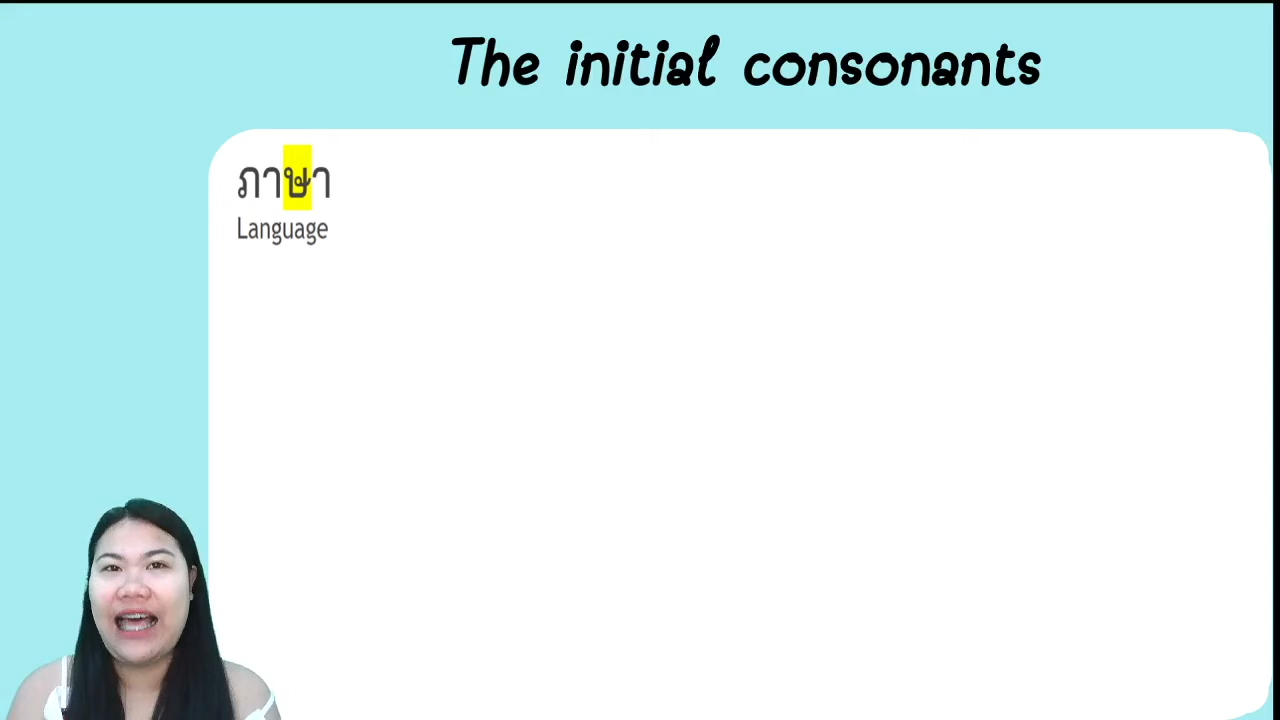 The initial consonants
ภาษา
Language